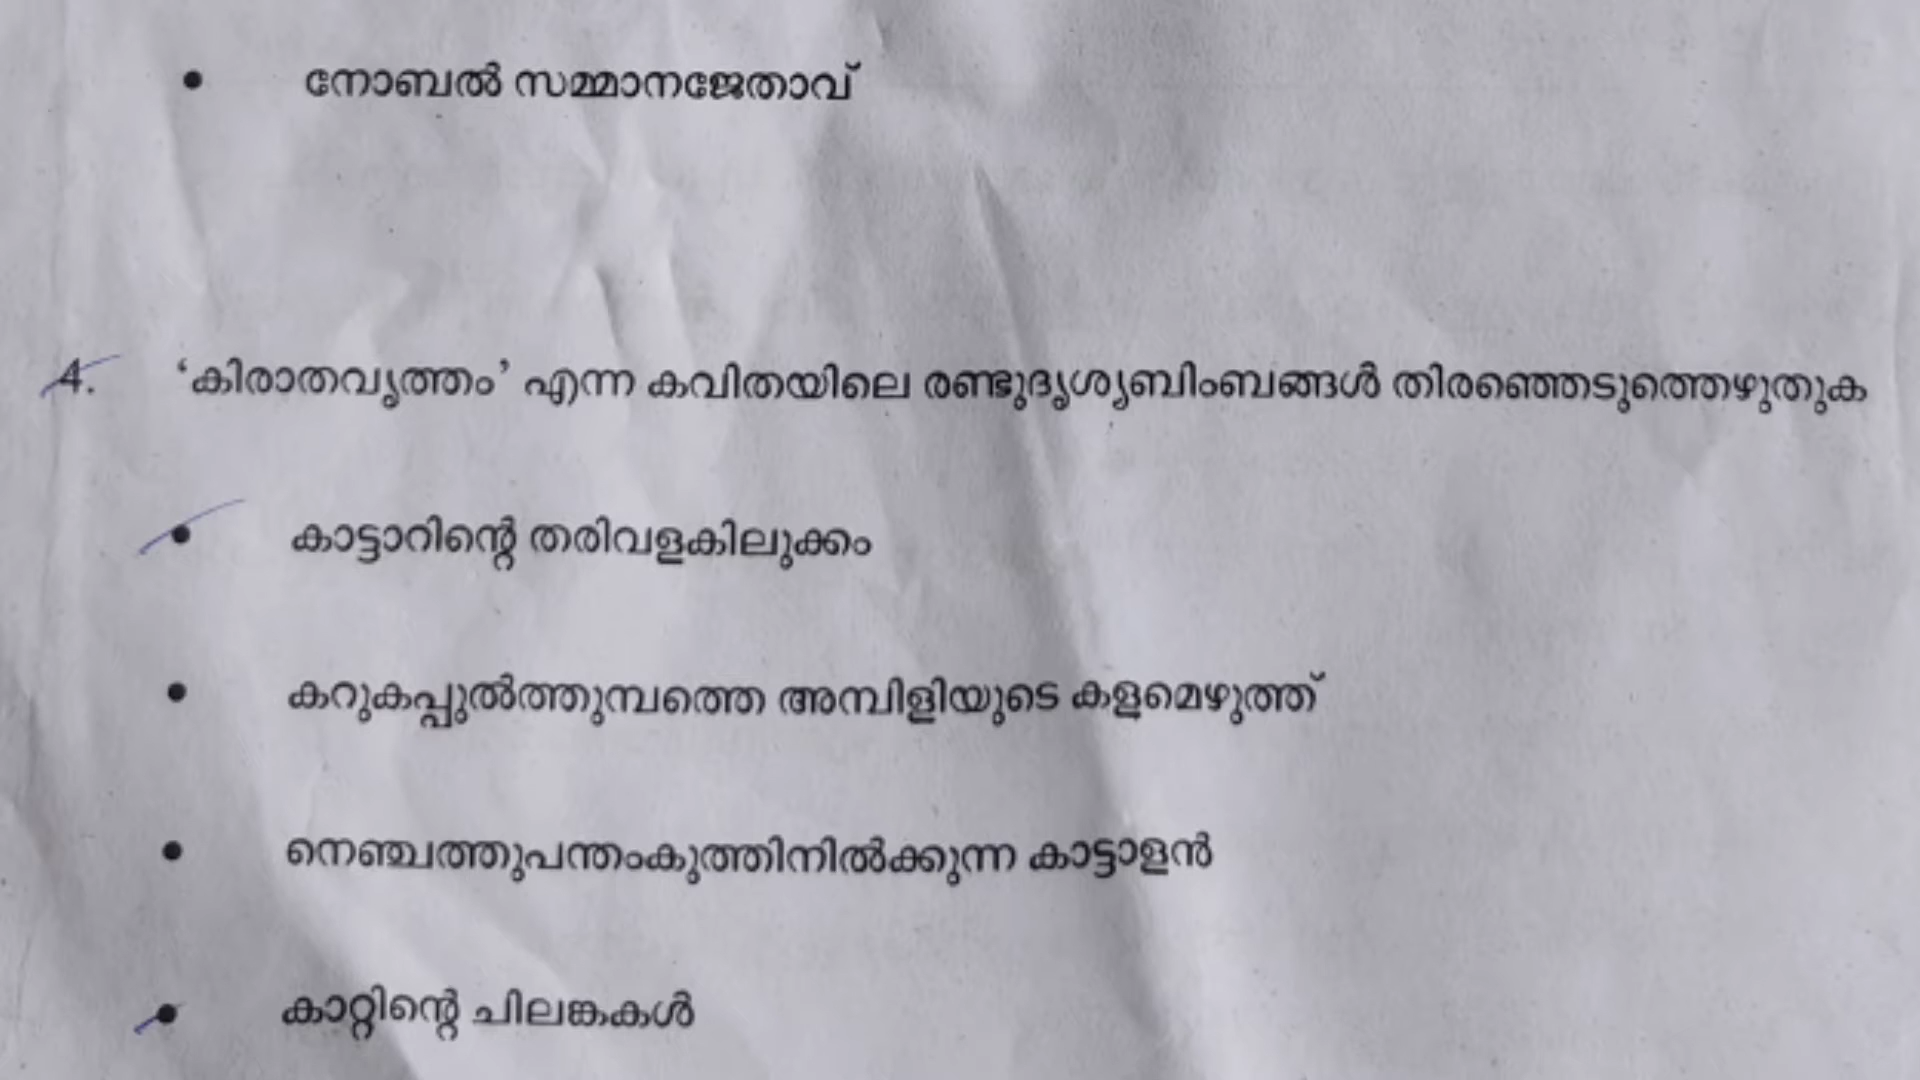 • നോബൽ സമ്മാനജേതാവ്
4. ‘കിരാതവൃത്തം’ എന്ന കവിതയിലെ രണ്ടുദൃശ്യബിംബങ്ങൾ തിരഞ്ഞെടുത്തെഴുതുക
• കാട്ടാറിന്റെ തരിവളകിലുക്കം
• കറുകപ്പുൽത്തുമ്പത്തെ അമ്പിളിയുടെ കളമെഴുത്ത്
• നെഞ്ചത്തുപന്തംകുത്തിനിൽക്കുന്ന കാട്ടാളൻ
• കാറ്റിന്റെ ചിലങ്കകൾ